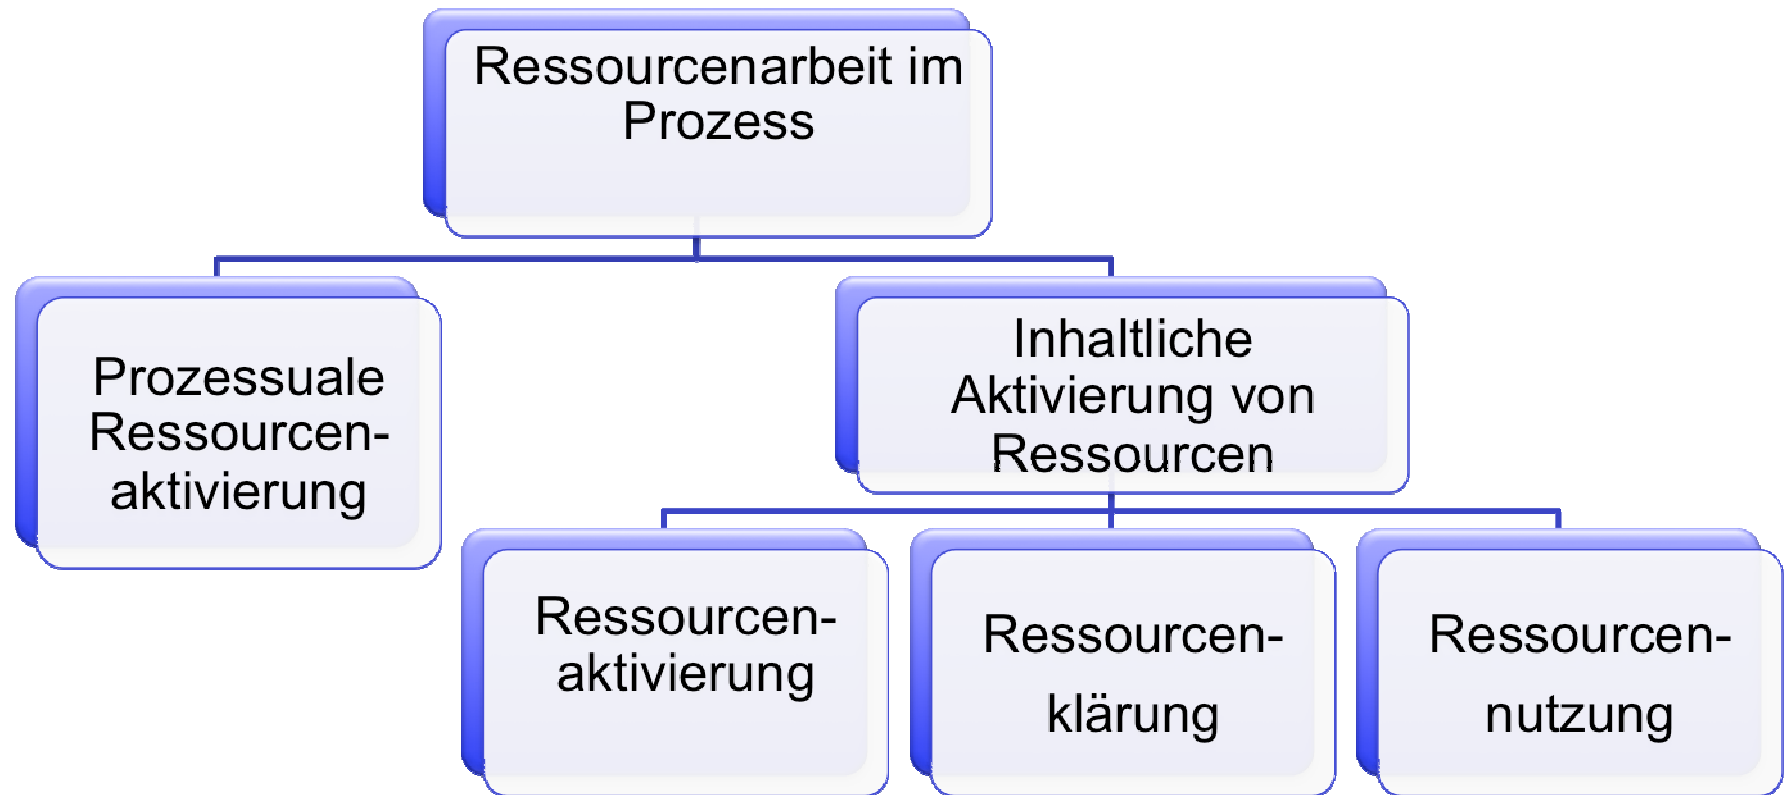 Ressourcenarbeit im
Prozess
Prozessuale
Ressourcen-
aktivierung
Inhaltliche
Aktivierung von
Ressourcen
Ressourcen-
aktivierung
Ressourcen-
klärung
Ressourcen-
nutzung